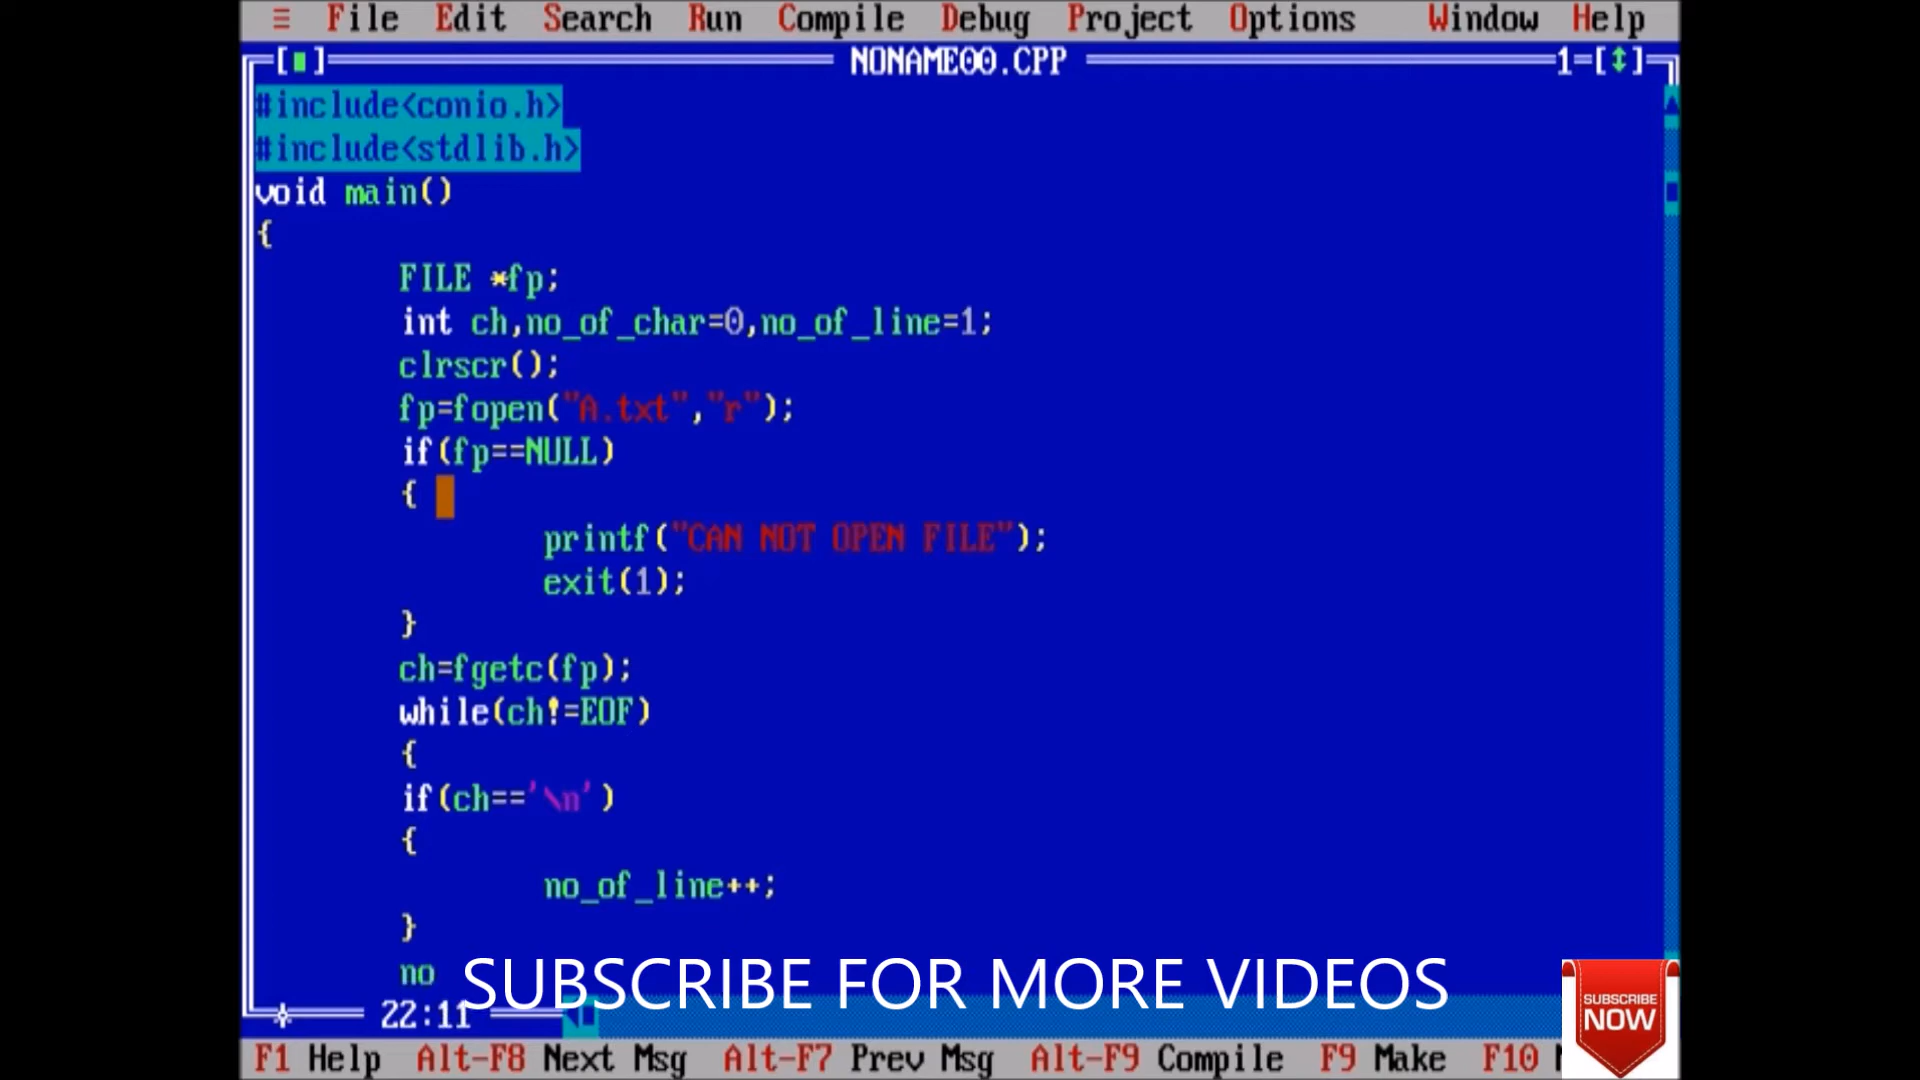 ≡ File Edit Search Run Compile Debug Project Options Window Help
[■] NONAME00.CPP 1=[↕]
#include<conio.h>
#include<stdlib.h>
void main()
{
FILE *fp;
int ch,no_of_char=0,no_of_line=1;
clrscr();
fp=fopen("A.txt","r");
if(fp==NULL)
{
printf("CAN NOT OPEN FILE");
exit(1);
}
ch=fgetc(fp);
while(ch!=EOF)
{
if(ch=='\n')
{
no_of_line++;
}
no
SUBSCRIBE FOR MORE VIDEOS
22:11
SUBSCRIBE
NOW
F1 Help Alt-F8 Next Msg Alt-F7 Prev Msg Alt-F9 Compile F9 Make F10